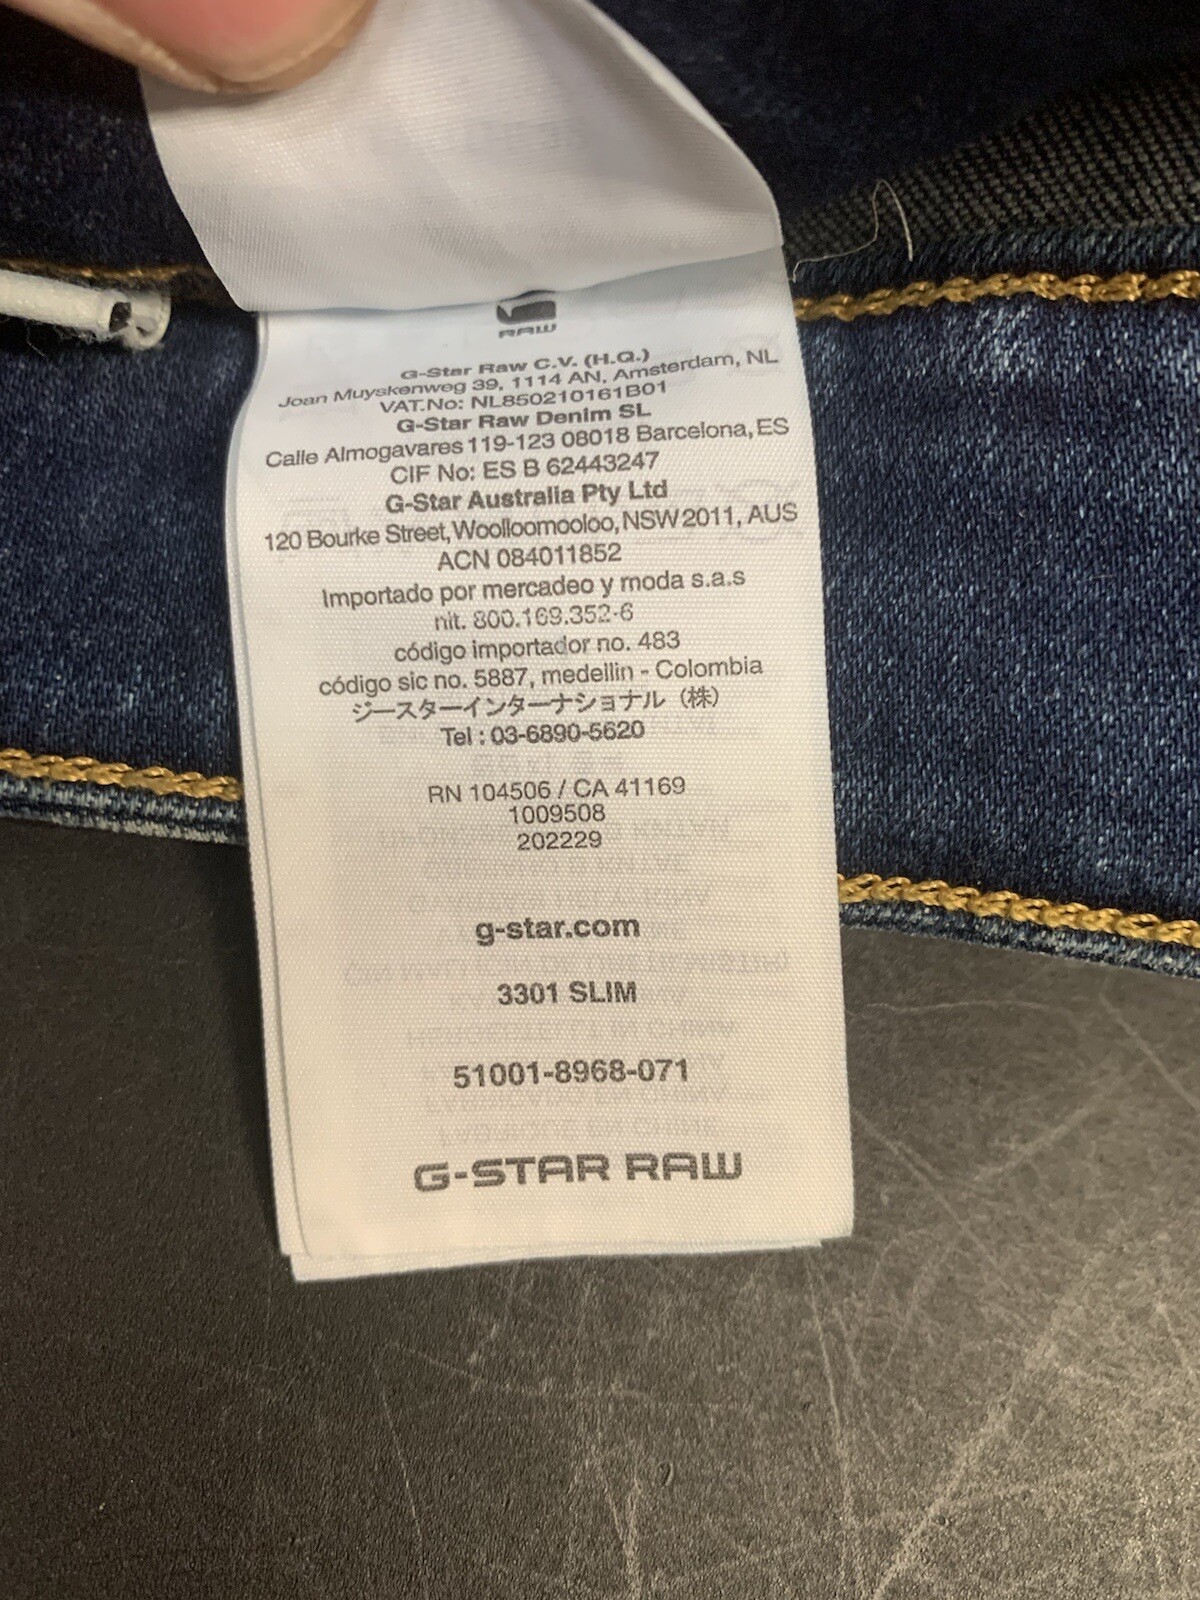 RAW
G-Star Raw C.V. (H.Q.)
Joan Muyskenweg 39, 1114 AN, Amsterdam, NL
VAT.No: NL850210161B01
G-Star Raw Denim SL
Calle Almogavares 119-123 08018 Barcelona, ES
CIF No: ES B 62443247
G-Star Australia Pty Ltd
120 Bourke Street, Woolloomooloo, NSW 2011, AUS
ACN 084011852
Importado por mercadeo y moda s.a.s
nit. 800.169.352-6
código importador no. 483
código sic no. 5887, medellin - Colombia
ジースターインターナショナル（株）
Tel : 03-6890-5620
RN 104506 / CA 41169
1009508
202229
g-star.com
3301 SLIM
51001-8968-071
G-STAR RAW